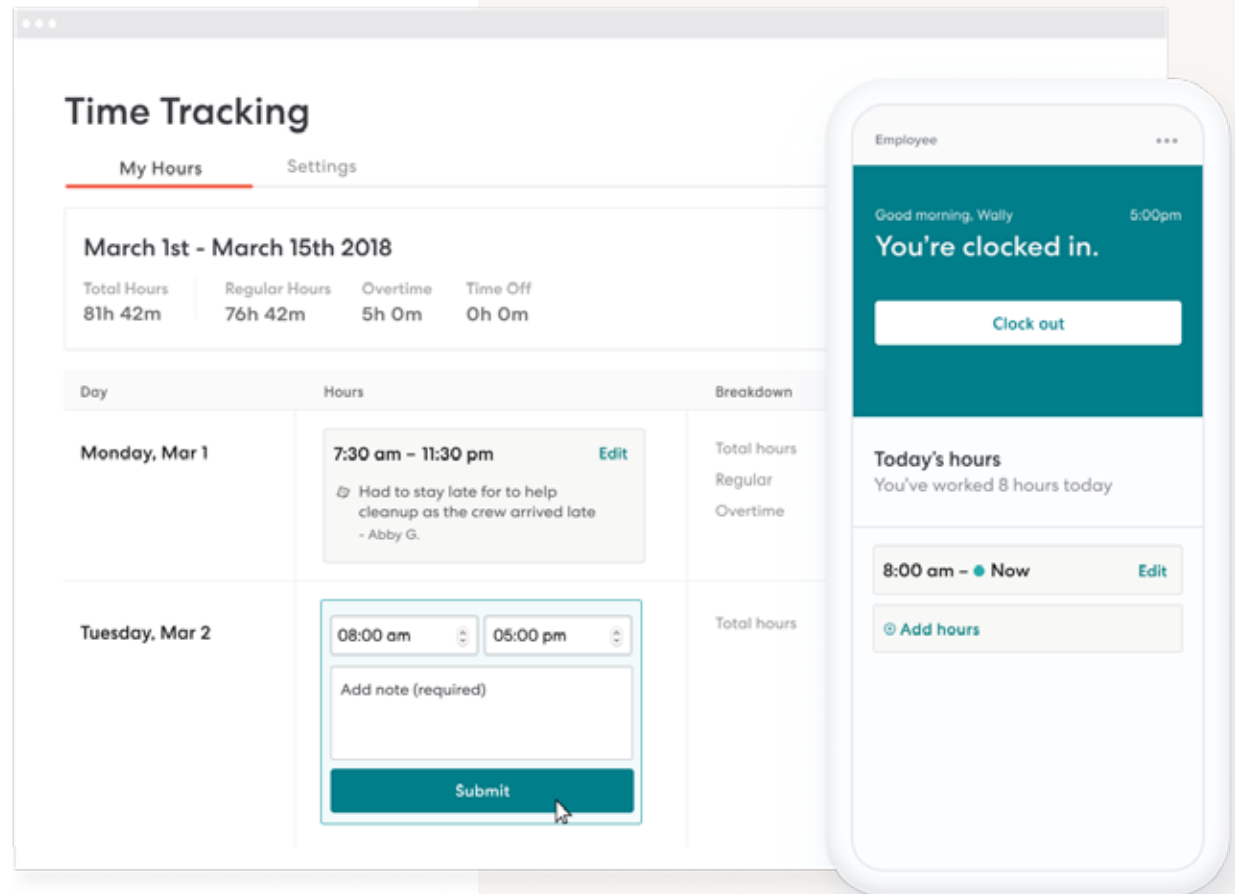 Time Tracking
My Hours
Settings
March 1st - March 15th 2018
Total Hours Regular Hours Overtime Time Off
81h 42m 76h 42m 5h 0m 0h 0m
Day Hours Breakdown
Monday, Mar 1
7:30 am – 11:30 pm Edit
Had to stay late for to help
cleanup as the crew arrived late
- Abby G.
Total hours
Regular
Overtime
Tuesday, Mar 2
08:00 am 05:00 pm
Add note (required)
Submit
Total hours
Employee
Good morning, Wally 5:00pm
You're clocked in.
Clock out
Today's hours
You've worked 8 hours today
8:00 am – Now Edit
Add hours